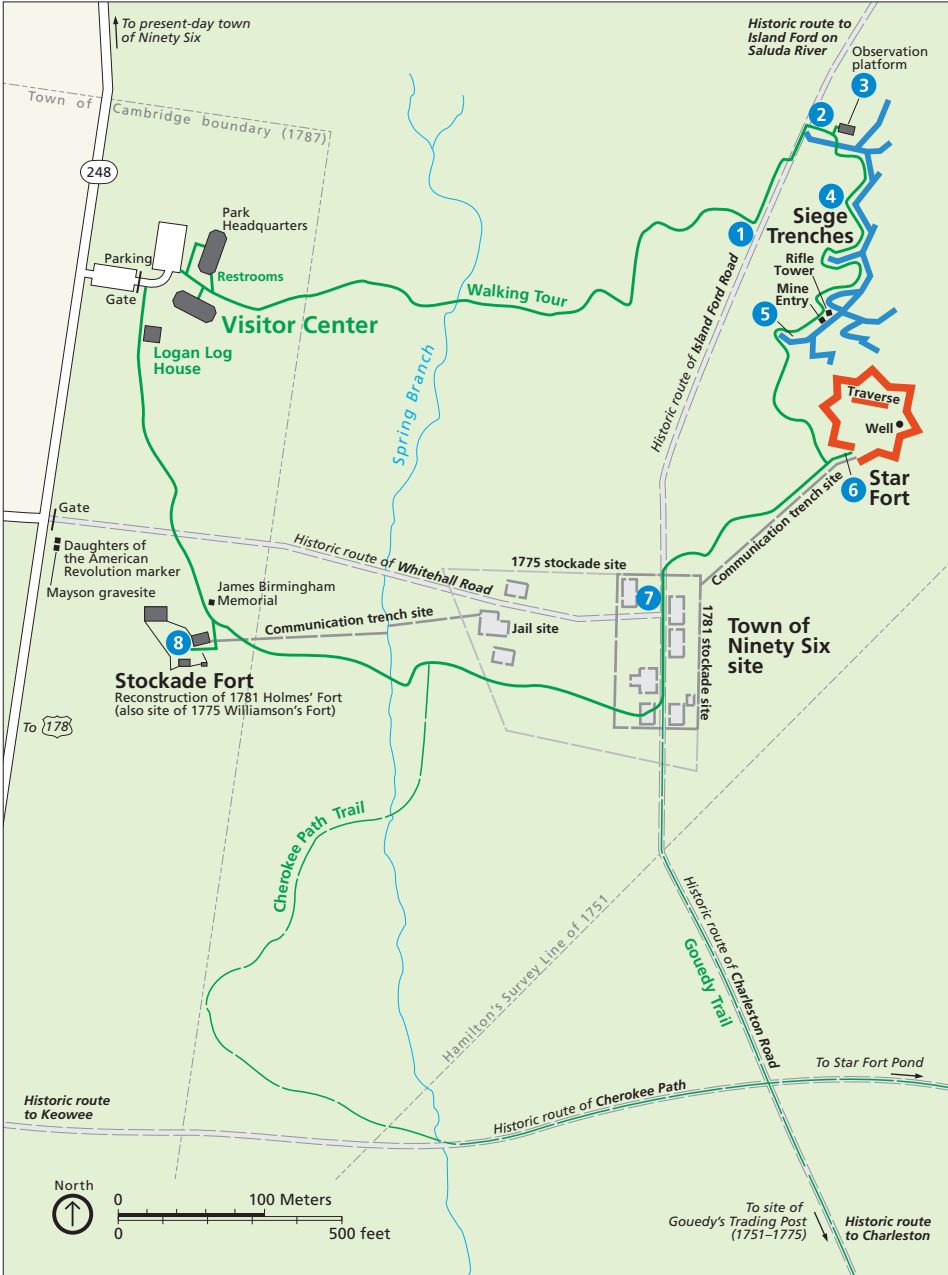 To present-day town
of Ninety Six
Historic route to
Island Ford on
Saluda River
Observation
platform
3
2
Town of Cambridge boundary (1787)
248
4
Siege
Trenches
Park
Headquarters
1
Parking
Restrooms
Gate
Rifle
Tower
Mine
Entry
Walking Tour
5
Visitor Center
Logan Log
House
Historic route of Island Ford Road
Spring Branch
Traverse
Well
6
Star
Fort
Communication trench site
Gate
Daughters of
the American
Revolution marker
Mayson gravesite
Historic route of Whitehall Road
1775 stockade site
James Birmingham
Memorial
7
Communication trench site
Jail site
1781 stockade site
Town of
Ninety Six
site
8
Stockade Fort
Reconstruction of 1781 Holmes’ Fort
(also site of 1775 Williamson’s Fort)
To 178
Cherokee Path Trail
Hamilton’s Survey Line of 1751
Historic route of Charleston Road
Gouedy Trail
To Star Fort Pond
Historic route
to Keowee
Historic route of Cherokee Path
North
0
100 Meters
0
500 feet
To site of
Gouedy’s Trading Post
(1751–1775)
Historic route
to Charleston